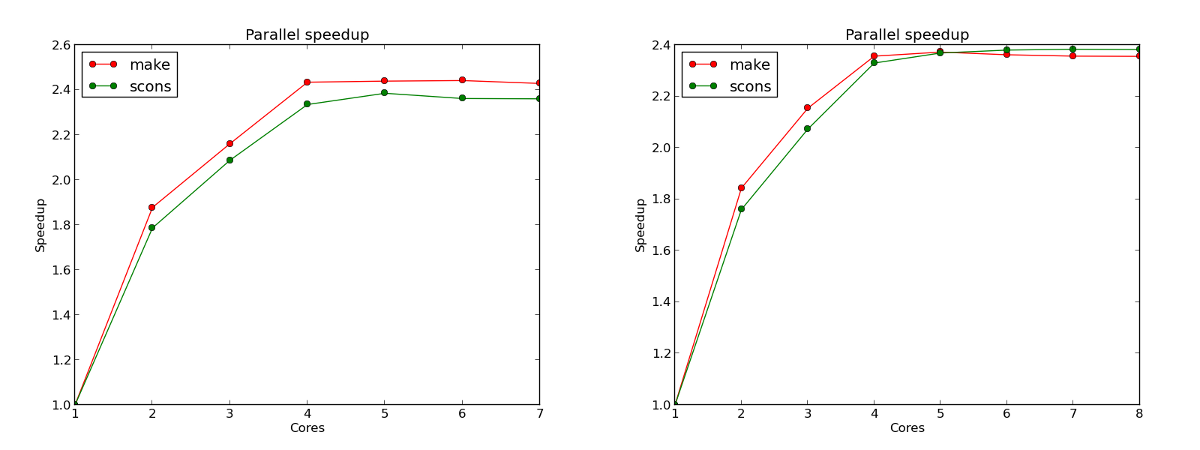 Parallel speedup
2.6
2.4
2.2
2.0
1.8
1.6
1.4
1.2
1.0
Speedup
make
scons
1 2 3 4 5 6 7
Cores
Parallel speedup
2.4
2.2
2.0
1.8
1.6
1.4
1.2
1.0
Speedup
make
scons
1 2 3 4 5 6 7 8
Cores